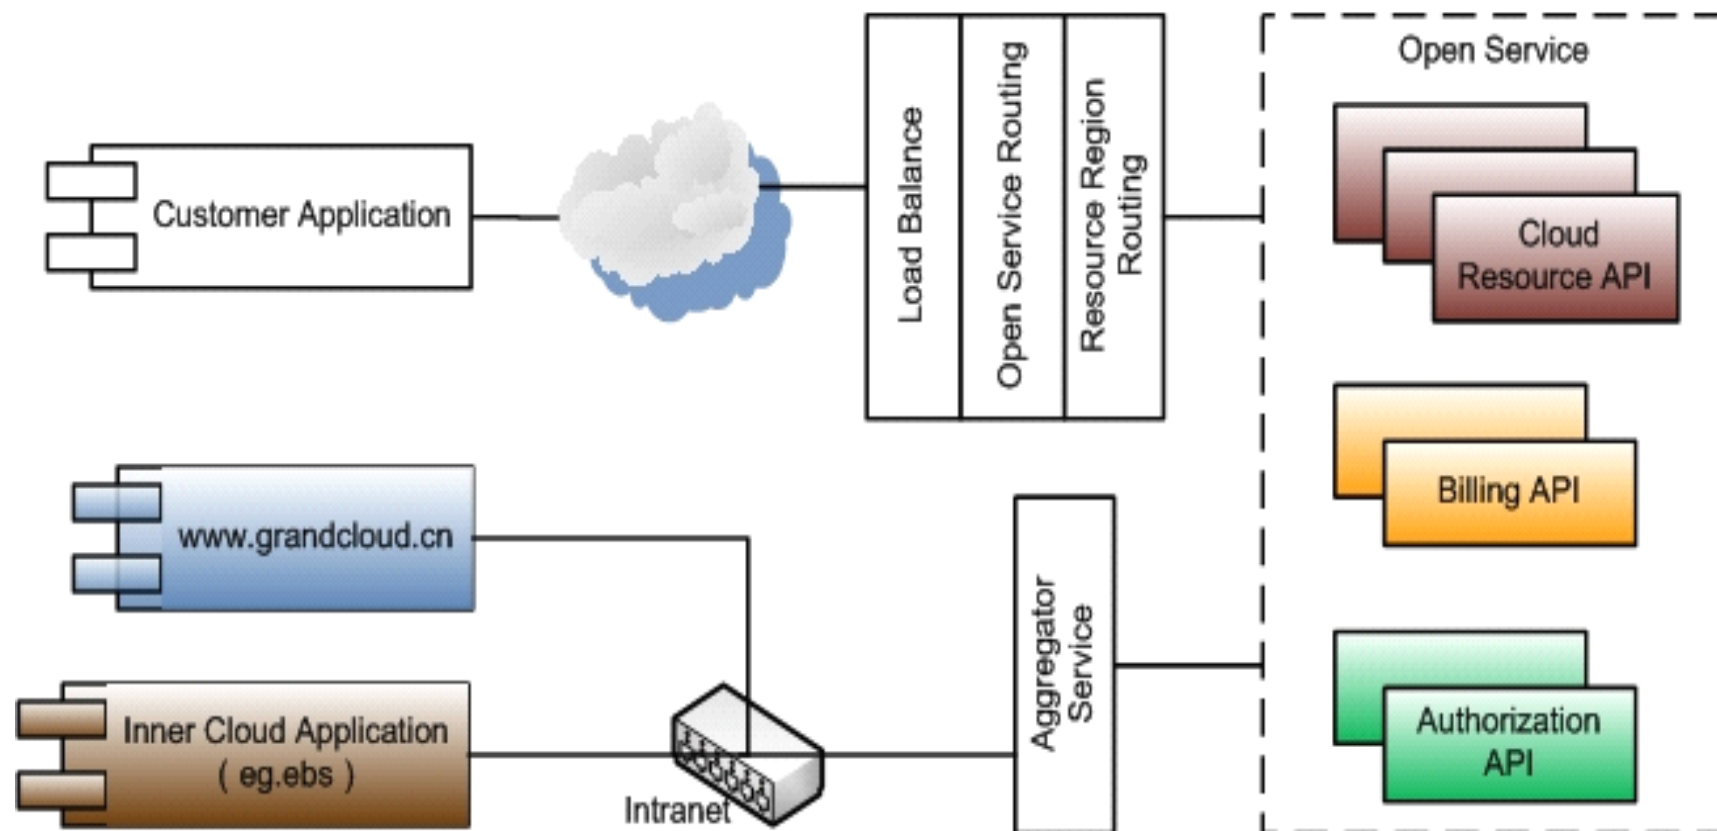 Open Service
Customer Application
Load Balance
Open Service Routing
Resource Region
Routing
Cloud
Resource API
www.grandcloud.cn
Billing API
Inner Cloud Application
( eg.ebs )
Intranet
Aggregator
Service
Authorization
API